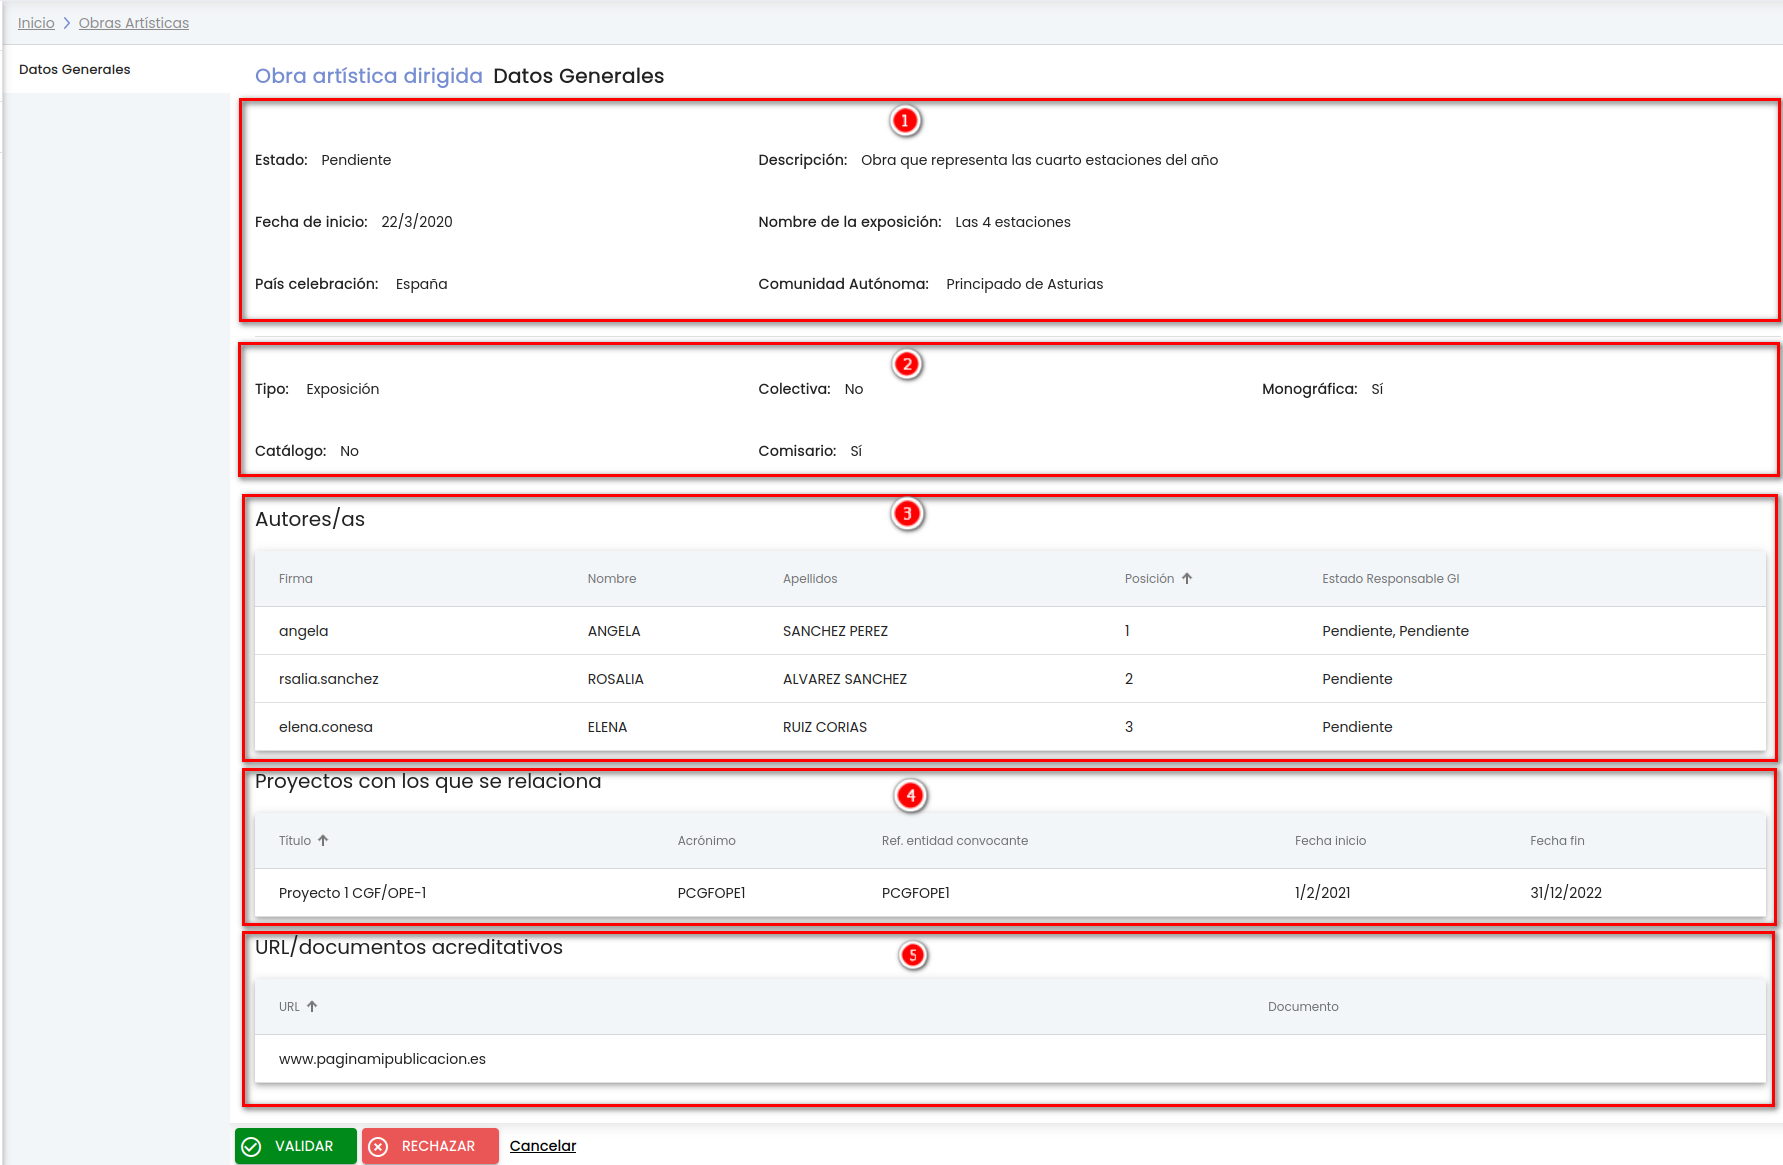 Inicio > Obras Artísticas
Datos Generales
Obra artística dirigida Datos Generales
1
Estado: Pendiente Descripción: Obra que representa las cuarto estaciones del año
Fecha de inicio: 22/3/2020 Nombre de la exposición: Las 4 estaciones
País celebración: España Comunidad Autónoma: Principado de Asturias
2
Tipo: Exposición Colectiva: No Monográfica: Sí
Catálogo: No Comisario: Sí
3
Autores/as
Firma Nombre Apellidos Posición ↑ Estado Responsable GI
angela ANGELA SANCHEZ PEREZ 1 Pendiente, Pendiente
rsalia.sanchez ROSALIA ALVAREZ SANCHEZ 2 Pendiente
elena.conesa ELENA RUIZ CORIAS 3 Pendiente
Proyectos con los que se relaciona
4
Título ↑ Acrónimo Ref. entidad convocante Fecha inicio Fecha fin
Proyecto 1 CGF/OPE-1 PCGFOPE1 PCGFOPE1 1/2/2021 31/12/2022
URL/documentos acreditativos
5
URL ↑ Documento
www.paginamipublicacion.es
VALIDAR RECHAZAR Cancelar